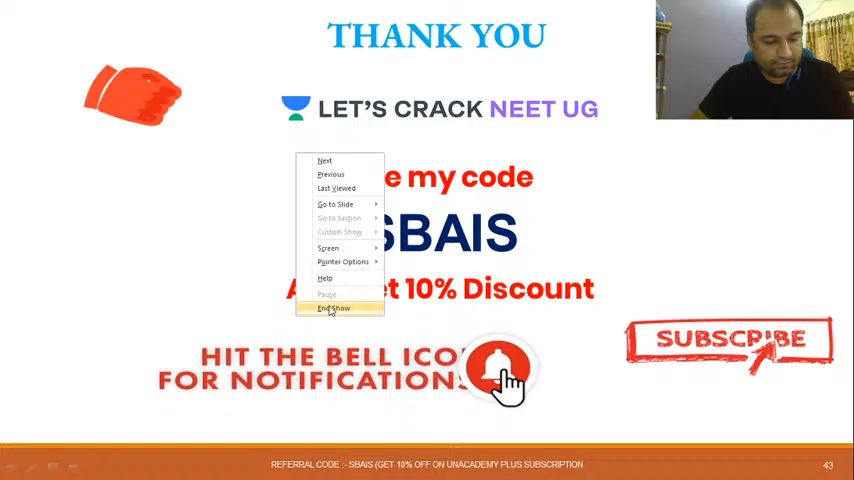 THANK YOU
LET'S CRACK NEET UG
e my code
SBAIS
A et 10% Discount
Next
Previous
Last Viewed
Go to Slide
Go to Section
Custom Show
Screen
Pointer Options
Help
Pause
End Show
HIT THE BELL ICO
FOR NOTIFICATIONS
SUBSCRIBE
REFERRAL CODE :- SBAIS (GET 10% OFF ON UNACADEMY PLUS SUBSCRIPTION
43